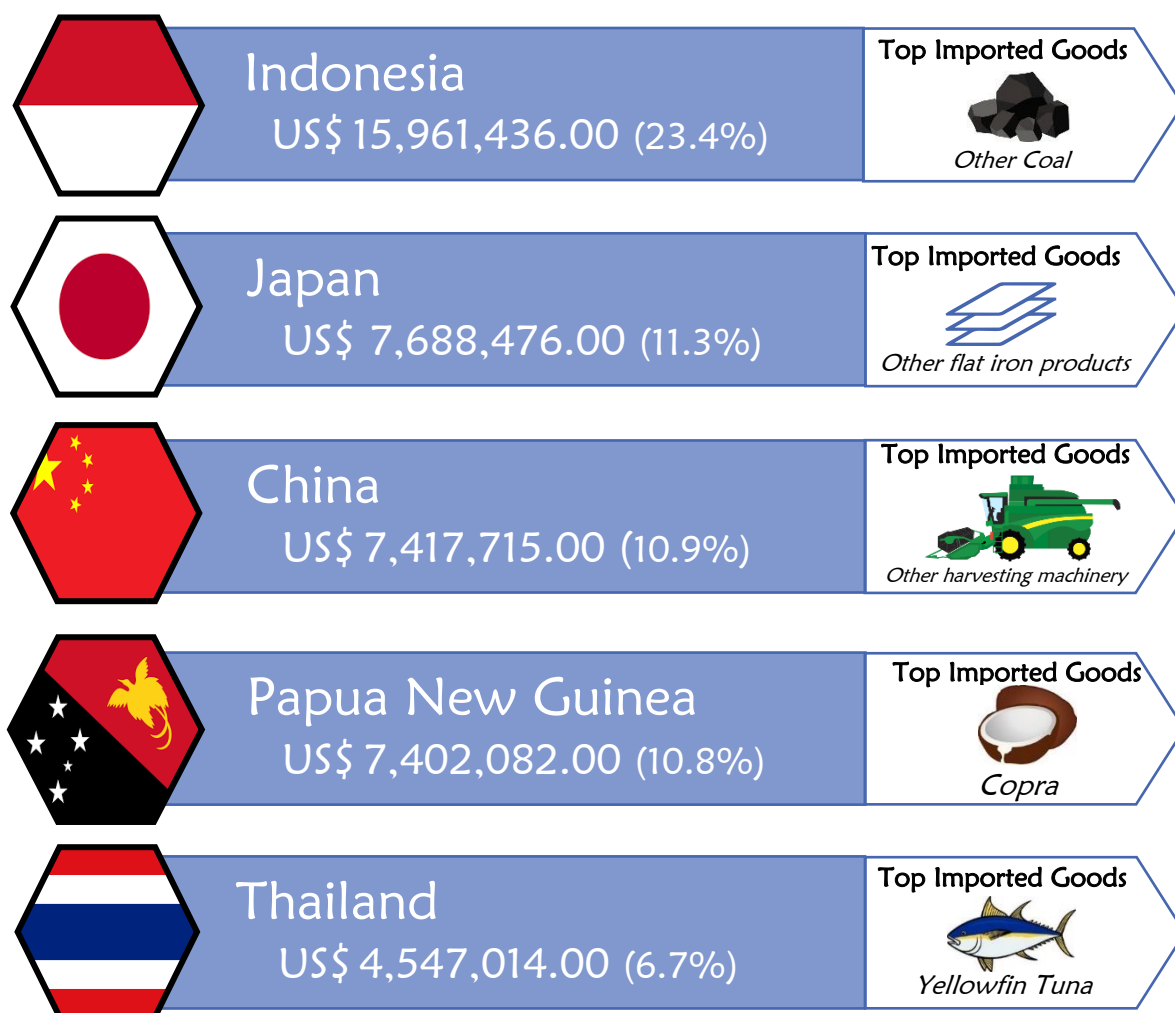 Indonesia
US$ 15,961,436.00 (23.4%)
Top Imported Goods
Other Coal
Japan
US$ 7,688,476.00 (11.3%)
Top Imported Goods
Other flat iron products
China
US$ 7,417,715.00 (10.9%)
Top Imported Goods
Other harvesting machinery
Papua New Guinea
US$ 7,402,082.00 (10.8%)
Top Imported Goods
Copra
Thailand
US$ 4,547,014.00 (6.7%)
Top Imported Goods
Yellowfin Tuna